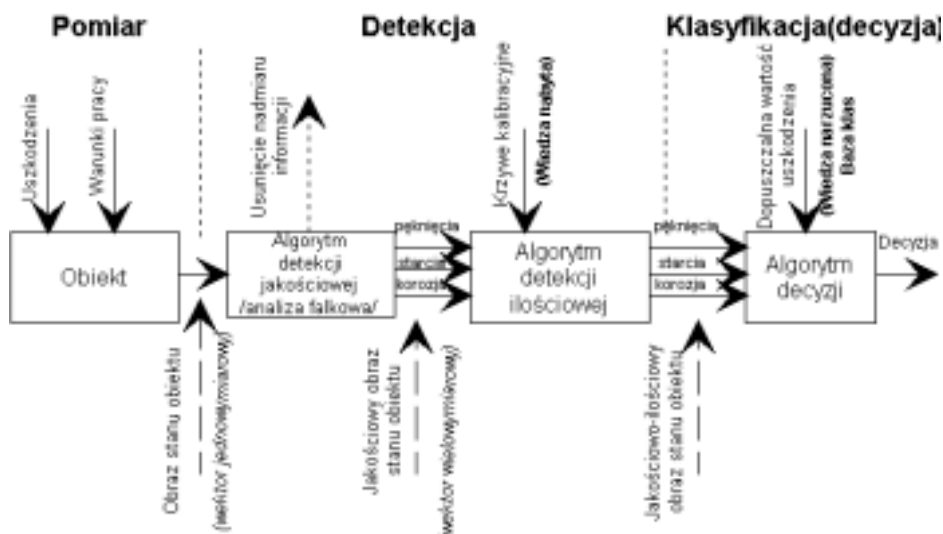 Pomiar
Detekcja
Klasyfikacja(decyzja)
Uszkodzenia
Warunki pracy
Usunięcie nadmiaru
informacji
Krzywe kalibracyjne
(Wiedza nabyta)
Dopuszczalna wartość
uszkodzenia
(Wiedza narzucona)
Baza klas
Obiekt
Algorytm
detekcji
jakościowej
/analiza falkowa/
pęknięcia
starcia
korozja
Algorytm
detekcji
ilościowej
pęknięcia
starcia
korozja
Algorytm
decyzji
Decyzja
Obraz stanu obiektu
(wektor jednowymiarowy)
Jakościowy obraz
stanu obiektu
wektor wielowymierowy)
Jakościowo-ilościowy
obraz stanu obiektu